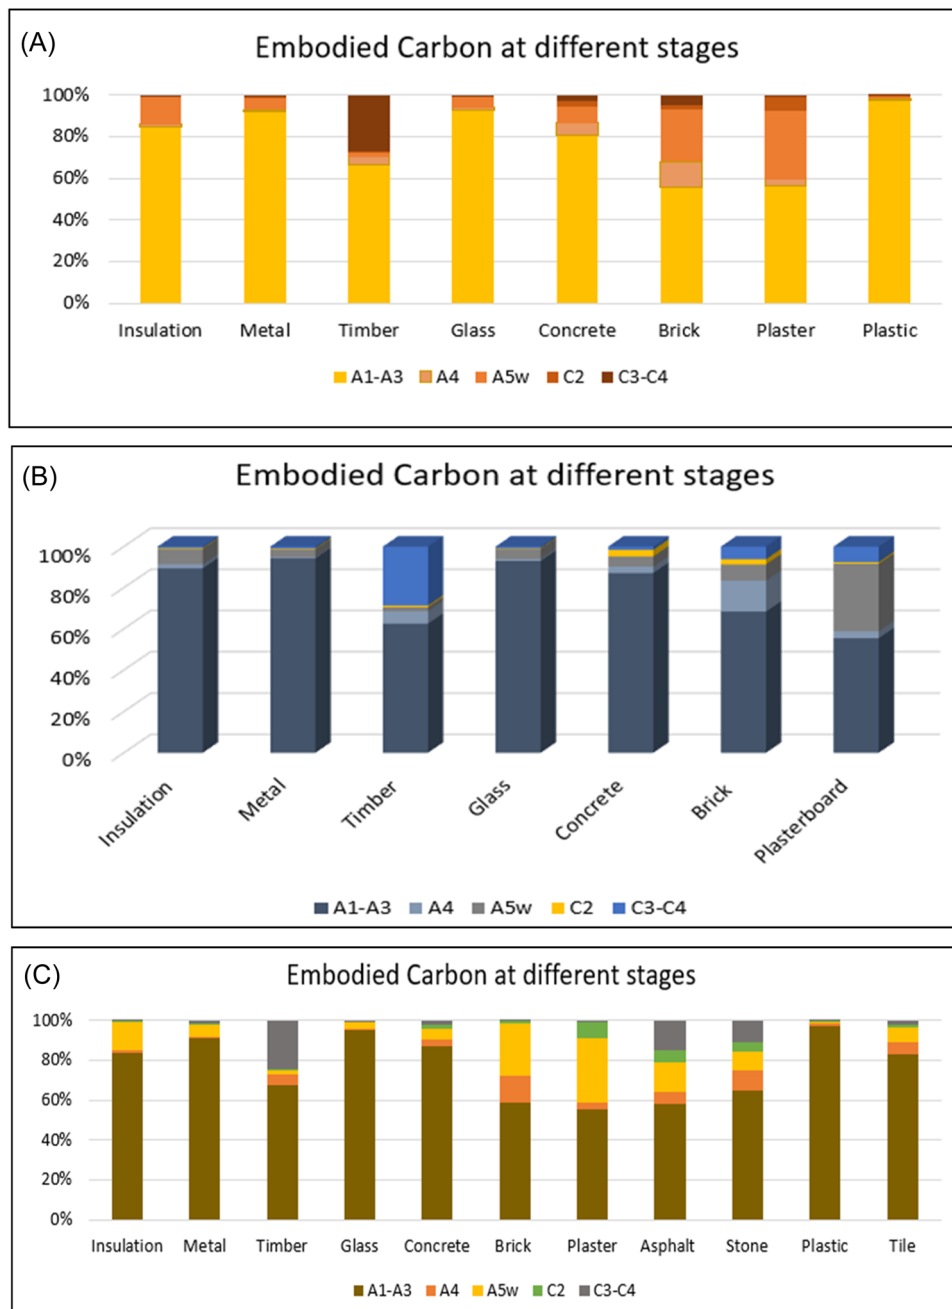 (A)
Embodied Carbon at different stages
100%
80%
60%
40%
20%
0%
Insulation Metal Timber Glass Concrete Brick Plaster Plastic
A1-A3 A4 A5w C2 C3-C4
(B)
Embodied Carbon at different stages
100%
80%
60%
40%
20%
0%
Insulation Metal Timber Glass Concrete Brick Plasterboard
A1-A3 A4 A5w C2 C3-C4
(C)
Embodied Carbon at different stages
100%
80%
60%
40%
20%
0%
Insulation Metal Timber Glass Concrete Brick Plaster Asphalt Stone Plastic Tile
A1-A3 A4 A5w C2 C3-C4